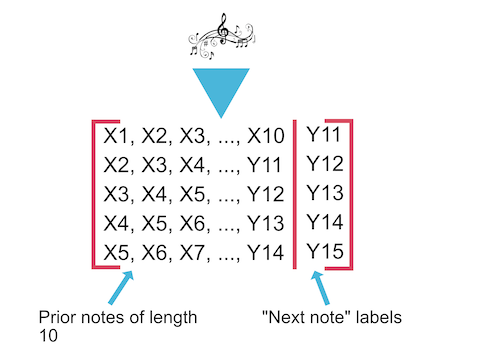 X1, X2, X3, ..., X10 Y11
X2, X3, X4, ..., Y11 Y12
X3, X4, X5, ..., Y12 Y13
X4, X5, X6, ..., Y13 Y14
X5, X6, X7, ..., Y14 Y15
Prior notes of length
10
"Next note" labels